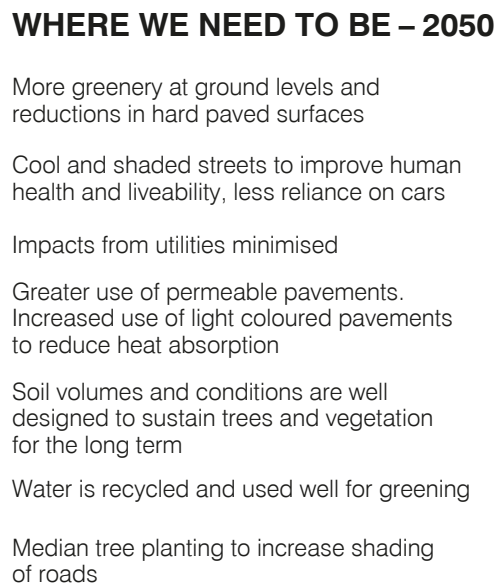 WHERE WE NEED TO BE – 2050
More greenery at ground levels and
reductions in hard paved surfaces
Cool and shaded streets to improve human
health and liveability, less reliance on cars
Impacts from utilities minimised
Greater use of permeable pavements.
Increased use of light coloured pavements
to reduce heat absorption
Soil volumes and conditions are well
designed to sustain trees and vegetation
for the long term
Water is recycled and used well for greening
Median tree planting to increase shading
of roads